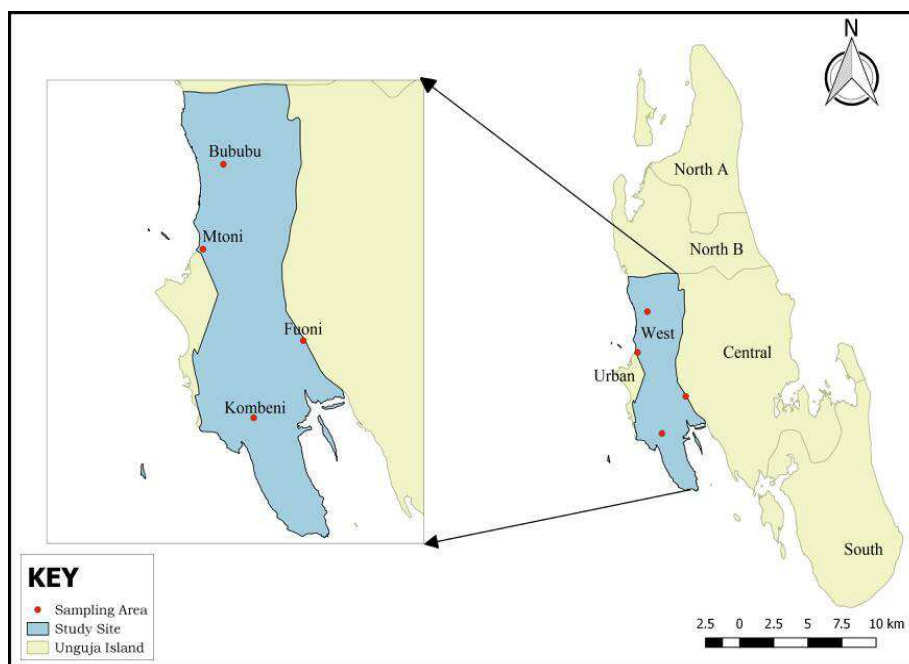 N
Bububu
Mtoni
Fuoni
Kombeni
North A
North B
West
Central
Urban
South
KEY
Sampling Area
Study Site
Unguja Island
2.5 0 2.5 5 7.5 10 km